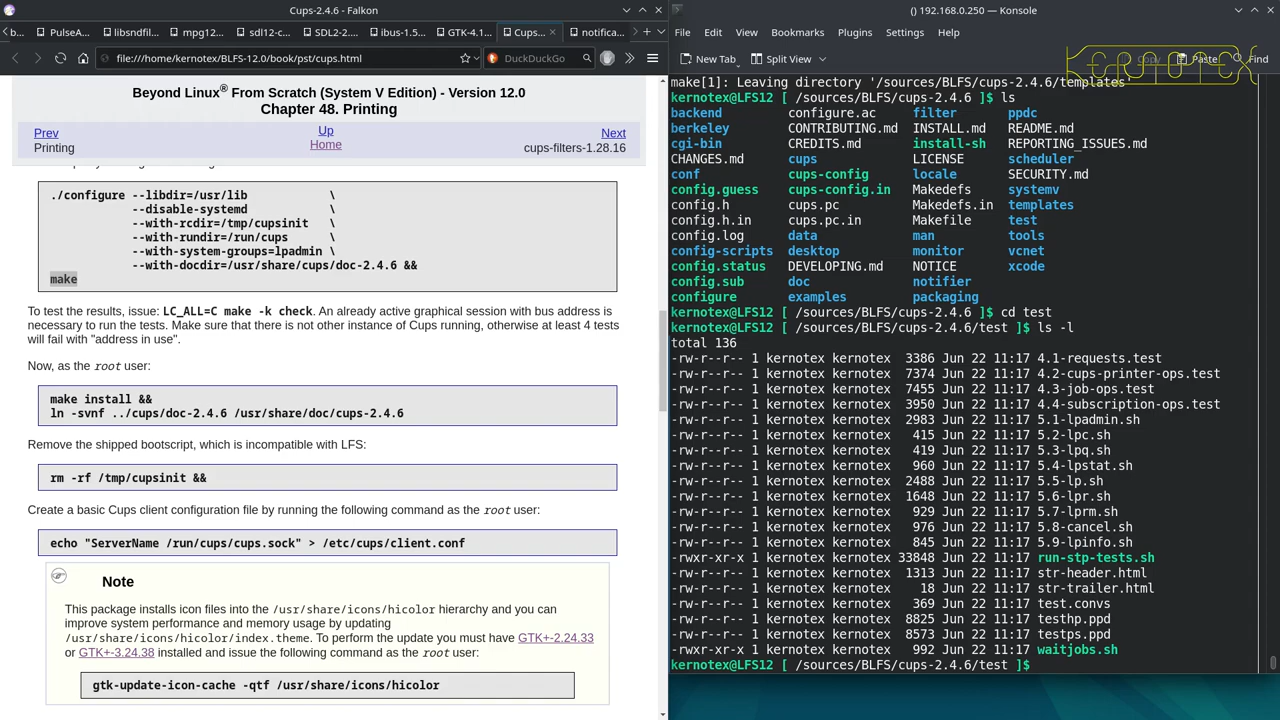 Cups-2.4.6 — Falkon
b...
PulseA...
libsndfil...
mpg12...
sdl12-c...
SDL2-2....
ibus-1.5...
GTK-4.1...
Cups...
notifica...
file:///home/kernotex/BLFS-12.0/book/pst/cups.html
DuckDuckGo
Beyond Linux® From Scratch (System V Edition) - Version 12.0
Chapter 48. Printing
Prev Up Next
Printing Home cups-filters-1.28.16
./configure --libdir=/usr/lib \
--disable-systemd \
--with-rcdir=/tmp/cupsinit \
--with-rundir=/run/cups \
--with-system-groups=lpadmin \
--with-docdir=/usr/share/cups/doc-2.4.6 &&
make
To test the results, issue: LC_ALL=C make -k check. An already active graphical session with bus address is
necessary to run the tests. Make sure that there is not other instance of Cups running, otherwise at least 4 tests
will fail with "address in use".
Now, as the root user:
make install &&
ln -svnf ../cups/doc-2.4.6 /usr/share/doc/cups-2.4.6
Remove the shipped bootscript, which is incompatible with LFS:
rm -rf /tmp/cupsinit &&
Create a basic Cups client configuration file by running the following command as the root user:
echo "ServerName /run/cups/cups.sock" > /etc/cups/client.conf
Note
This package installs icon files into the /usr/share/icons/hicolor hierarchy and you can
improve system performance and memory usage by updating
/usr/share/icons/hicolor/index.theme. To perform the update you must have GTK+-2.24.33
or GTK+-3.24.38 installed and issue the following command as the root user:
gtk-update-icon-cache -qtf /usr/share/icons/hicolor
() 192.168.0.250 — Konsole
File Edit View Bookmarks Plugins Settings Help
New Tab Split View Copy Paste Find
KERNOTEX
make[1]: Leaving directory '/sources/BLFS/cups-2.4.6/templates'
kernotex@LFS12 [ /sources/BLFS/cups-2.4.6 ]$ ls
backend configure.ac filter ppdc
berkeley CONTRIBUTING.md INSTALL.md README.md
cgi-bin CREDITS.md install-sh REPORTING_ISSUES.md
CHANGES.md cups LICENSE scheduler
conf cups-config locale SECURITY.md
config.guess cups-config.in Makedefs systemv
config.h cups.pc Makedefs.in templates
config.h.in cups.pc.in Makefile test
config.log data man tools
config-scripts desktop monitor vcnet
config.status DEVELOPING.md NOTICE xcode
config.sub doc notifier
configure examples packaging
kernotex@LFS12 [ /sources/BLFS/cups-2.4.6 ]$ cd test
kernotex@LFS12 [ /sources/BLFS/cups-2.4.6/test ]$ ls -l
total 136
-rw-r--r-- 1 kernotex kernotex 3386 Jun 22 11:17 4.1-requests.test
-rw-r--r-- 1 kernotex kernotex 7374 Jun 22 11:17 4.2-cups-printer-ops.test
-rw-r--r-- 1 kernotex kernotex 7455 Jun 22 11:17 4.3-job-ops.test
-rw-r--r-- 1 kernotex kernotex 3950 Jun 22 11:17 4.4-subscription-ops.test
-rw-r--r-- 1 kernotex kernotex 2983 Jun 22 11:17 5.1-lpadmin.sh
-rw-r--r-- 1 kernotex kernotex 415 Jun 22 11:17 5.2-lpc.sh
-rw-r--r-- 1 kernotex kernotex 419 Jun 22 11:17 5.3-lpq.sh
-rw-r--r-- 1 kernotex kernotex 960 Jun 22 11:17 5.4-lpstat.sh
-rw-r--r-- 1 kernotex kernotex 2488 Jun 22 11:17 5.5-lp.sh
-rw-r--r-- 1 kernotex kernotex 1648 Jun 22 11:17 5.6-lpr.sh
-rw-r--r-- 1 kernotex kernotex 929 Jun 22 11:17 5.7-lprm.sh
-rw-r--r-- 1 kernotex kernotex 976 Jun 22 11:17 5.8-cancel.sh
-rw-r--r-- 1 kernotex kernotex 845 Jun 22 11:17 5.9-lpinfo.sh
-rwxr-xr-x 1 kernotex kernotex 33848 Jun 22 11:17 run-stp-tests.sh
-rw-r--r-- 1 kernotex kernotex 1313 Jun 22 11:17 str-header.html
-rw-r--r-- 1 kernotex kernotex 18 Jun 22 11:17 str-trailer.html
-rw-r--r-- 1 kernotex kernotex 369 Jun 22 11:17 test.convs
-rw-r--r-- 1 kernotex kernotex 8825 Jun 22 11:17 testhp.ppd
-rw-r--r-- 1 kernotex kernotex 8573 Jun 22 11:17 testps.ppd
-rwxr-xr-x 1 kernotex kernotex 992 Jun 22 11:17 waitjobs.sh
kernotex@LFS12 [ /sources/BLFS/cups-2.4.6/test ]$